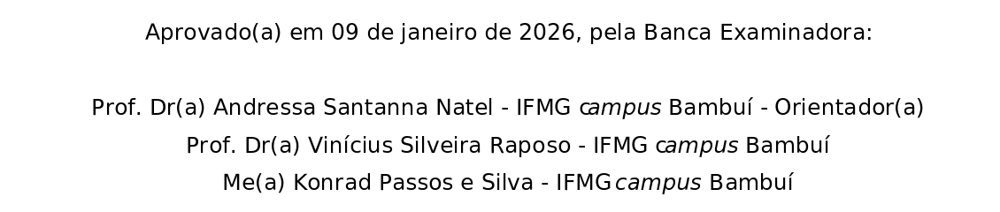 Aprovado(a) em 09 de janeiro de 2026, pela Banca Examinadora:
Prof. Dr(a) Andressa Santanna Natel - IFMG campus Bambuí - Orientador(a)
Prof. Dr(a) Vinícius Silveira Raposo - IFMG campus Bambuí
Me(a) Konrad Passos e Silva - IFMG campus Bambuí